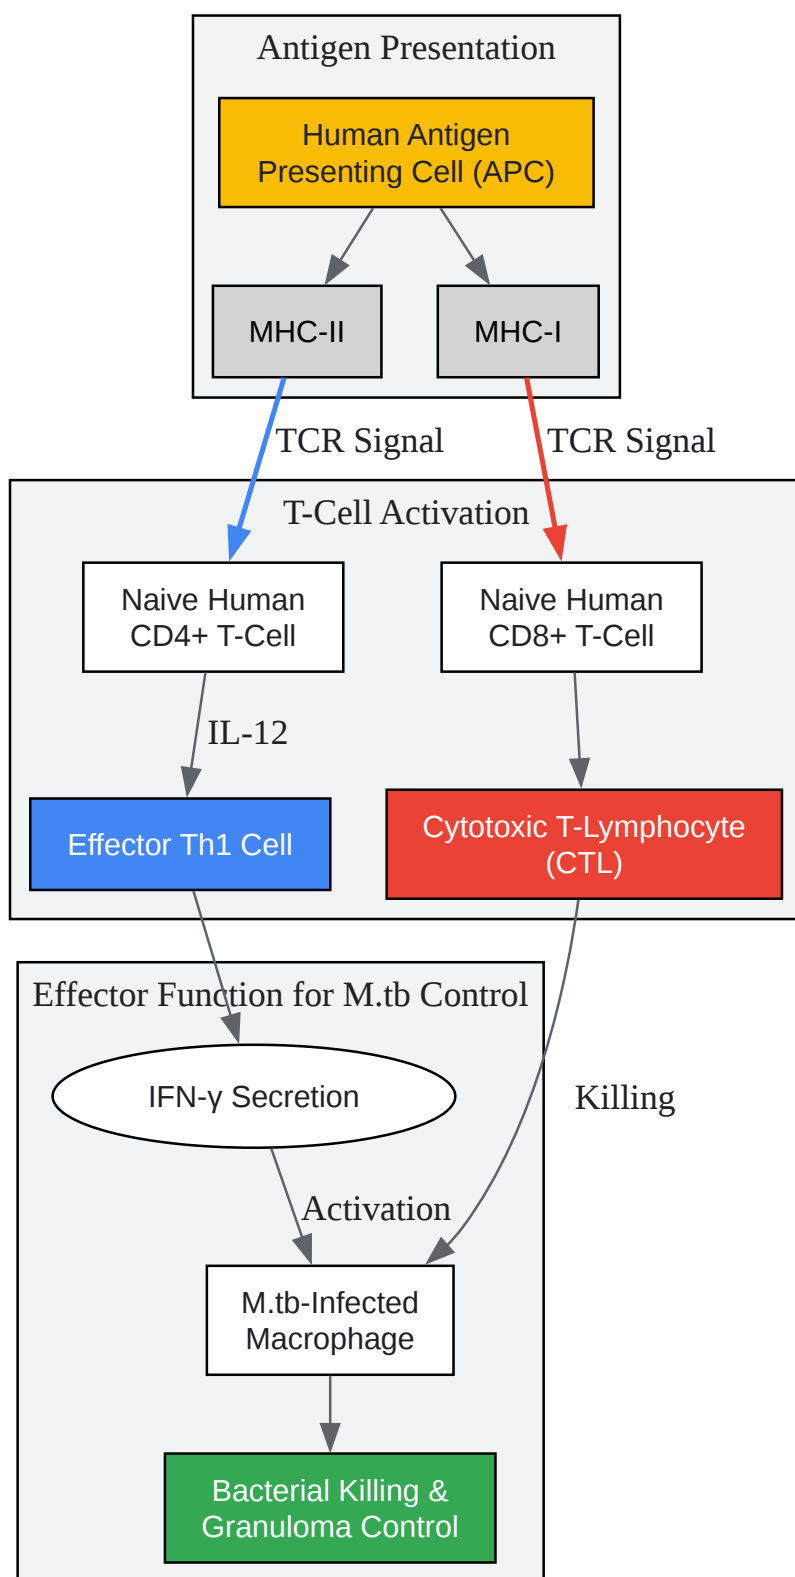 Antigen Presentation
Human Antigen
Presenting Cell (APC)
MHC-II
MHC-I
TCR Signal
TCR Signal
T-Cell Activation
Naive Human
CD4+ T-Cell
Naive Human
CD8+ T-Cell
IL-12
Effector Th1 Cell
Cytotoxic T-Lymphocyte
(CTL)
Effector Function for M.tb Control
IFN-γ Secretion
Killing
Activation
M.tb-Infected
Macrophage
Bacterial Killing &
Granuloma Control